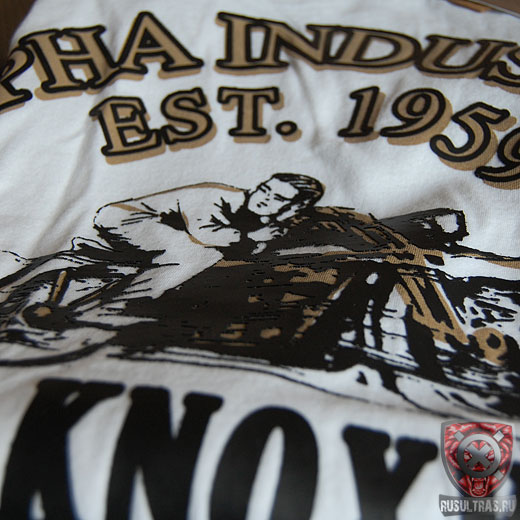 PHA INDUS
EST. 1959
KNOX
RUSULTRAS.RU